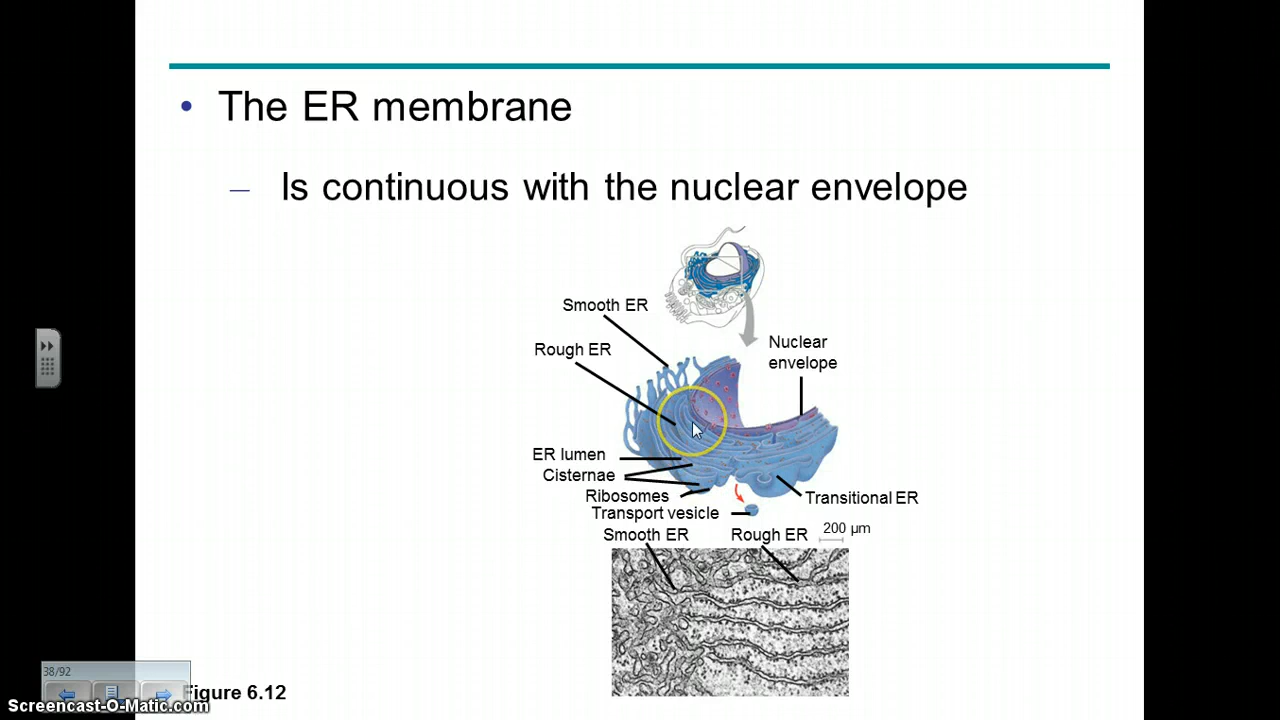 • The ER membrane
– Is continuous with the nuclear envelope
Smooth ER
Rough ER
Nuclear
envelope
ER lumen
Cisternae
Ribosomes
Transport vesicle
Transitional ER
Smooth ER
Rough ER
200 µm
38/92
Figure 6.12
Screencast-O-Matic.com